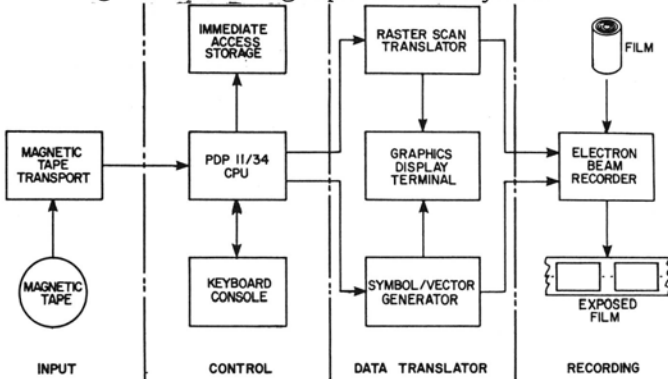 IMMEDIATE
ACCESS
STORAGE
RASTER SCAN
TRANSLATOR
FILM
MAGNETIC
TAPE
TRANSPORT
PDP 11/34
CPU
GRAPHICS
DISPLAY
TERMINAL
ELECTRON
BEAM
RECORDER
MAGNETIC
TAPE
KEYBOARD
CONSOLE
SYMBOL/VECTOR
GENERATOR
EXPOSED
FILM
INPUT
CONTROL
DATA TRANSLATOR
RECORDING